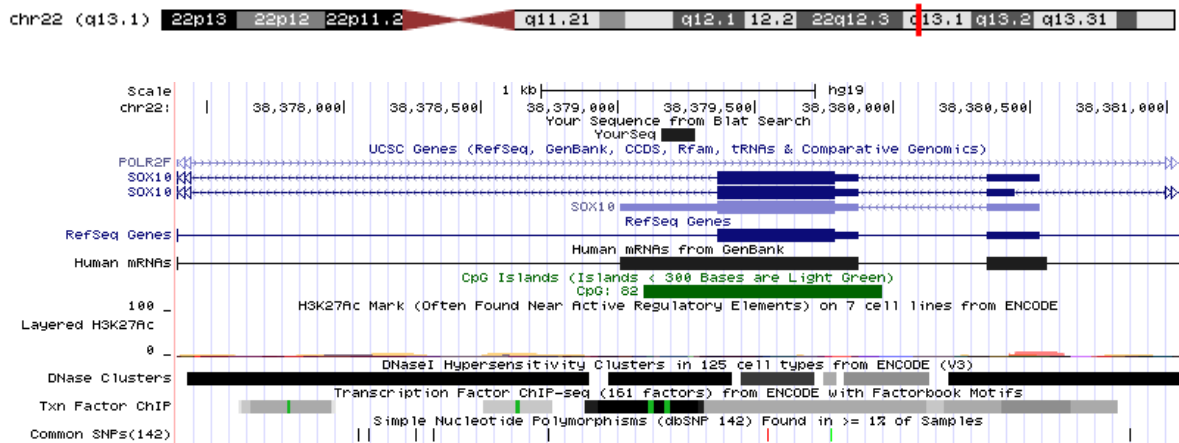 chr22 (q13.1) 22p13 22p12 22p11.2 q11.21 q12.1 12.2 22q12.3 q13.1 q13.2 q13.31
Scale 1 kb hg19
chr22: 38,378,000 38,378,500 38,379,000 38,379,500 38,380,000 38,380,500 38,381,000
Your Sequence from Blat Search
YourSeq
UCSC Genes (RefSeq, GenBank, CCDS, Rfam, tRNAs & Comparative Genomics)
POLR2F
SOX10
SOX10
SOX10
RefSeq Genes
RefSeq Genes
Human mRNAs from GenBank
Human mRNAs
CpG Islands (Islands < 300 Bases are Light Green)
CpG: 82
100 _ H3K27Ac Mark (Often Found Near Active Regulatory Elements) on 7 cell lines from ENCODE
Layered H3K27Ac
0 _
DNaseI Hypersensitivity Clusters in 125 cell types from ENCODE (V3)
DNase Clusters
Transcription Factor ChIP-seq (161 factors) from ENCODE with Factorbook Motifs
Txn Factor ChIP
Simple Nucleotide Polymorphisms (dbSNP 142) Found in >= 1% of Samples
Common SNPs(142)